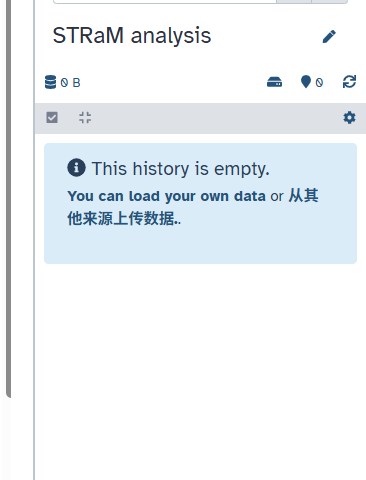 STRaM analysis
0 B
0
This history is empty.
You can load your own data or 从其
他来源上传数据..